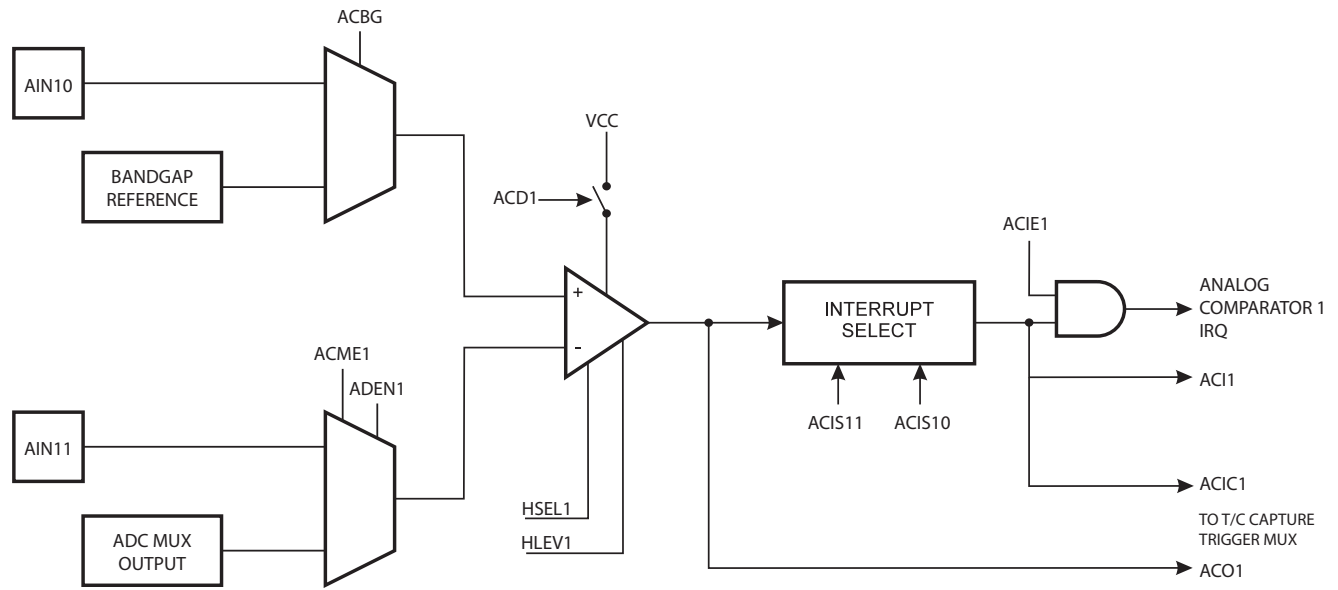 ACBG
AIN10
BANDGAP
REFERENCE
VCC
ACD1
+
-
ACME1
ADEN1
AIN11
ADC MUX
OUTPUT
HSEL1
HLEV1
INTERRUPT
SELECT
ACIS11
ACIS10
ACIE1
ANALOG
COMPARATOR 1
IRQ
ACI1
ACIC1
TO T/C CAPTURE
TRIGGER MUX
ACO1